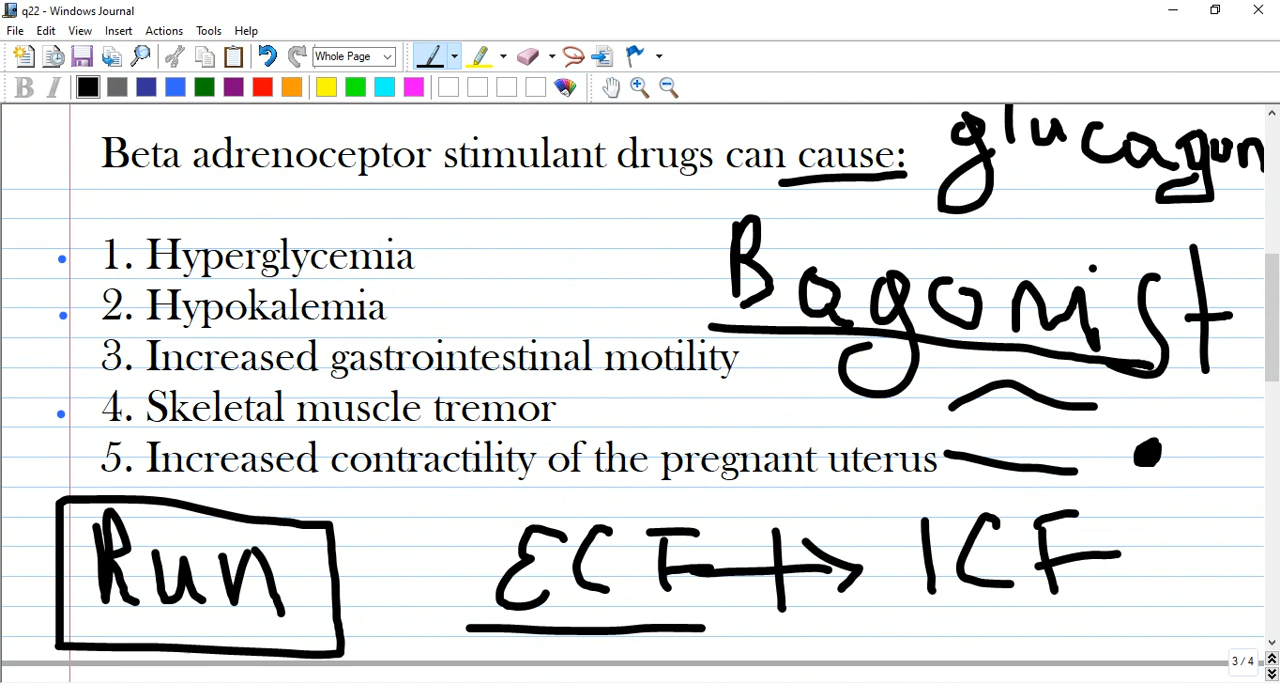 q22 - Windows Journal
File Edit View Insert Actions Tools Help
Whole Page
B I
glucagon
Beta adrenoceptor stimulant drugs can cause:
1. Hyperglycemia
B agonist
2. Hypokalemia
3. Increased gastrointestinal motility
4. Skeletal muscle tremor
5. Increased contractility of the pregnant uterus
Run ECF ICF
3 / 4